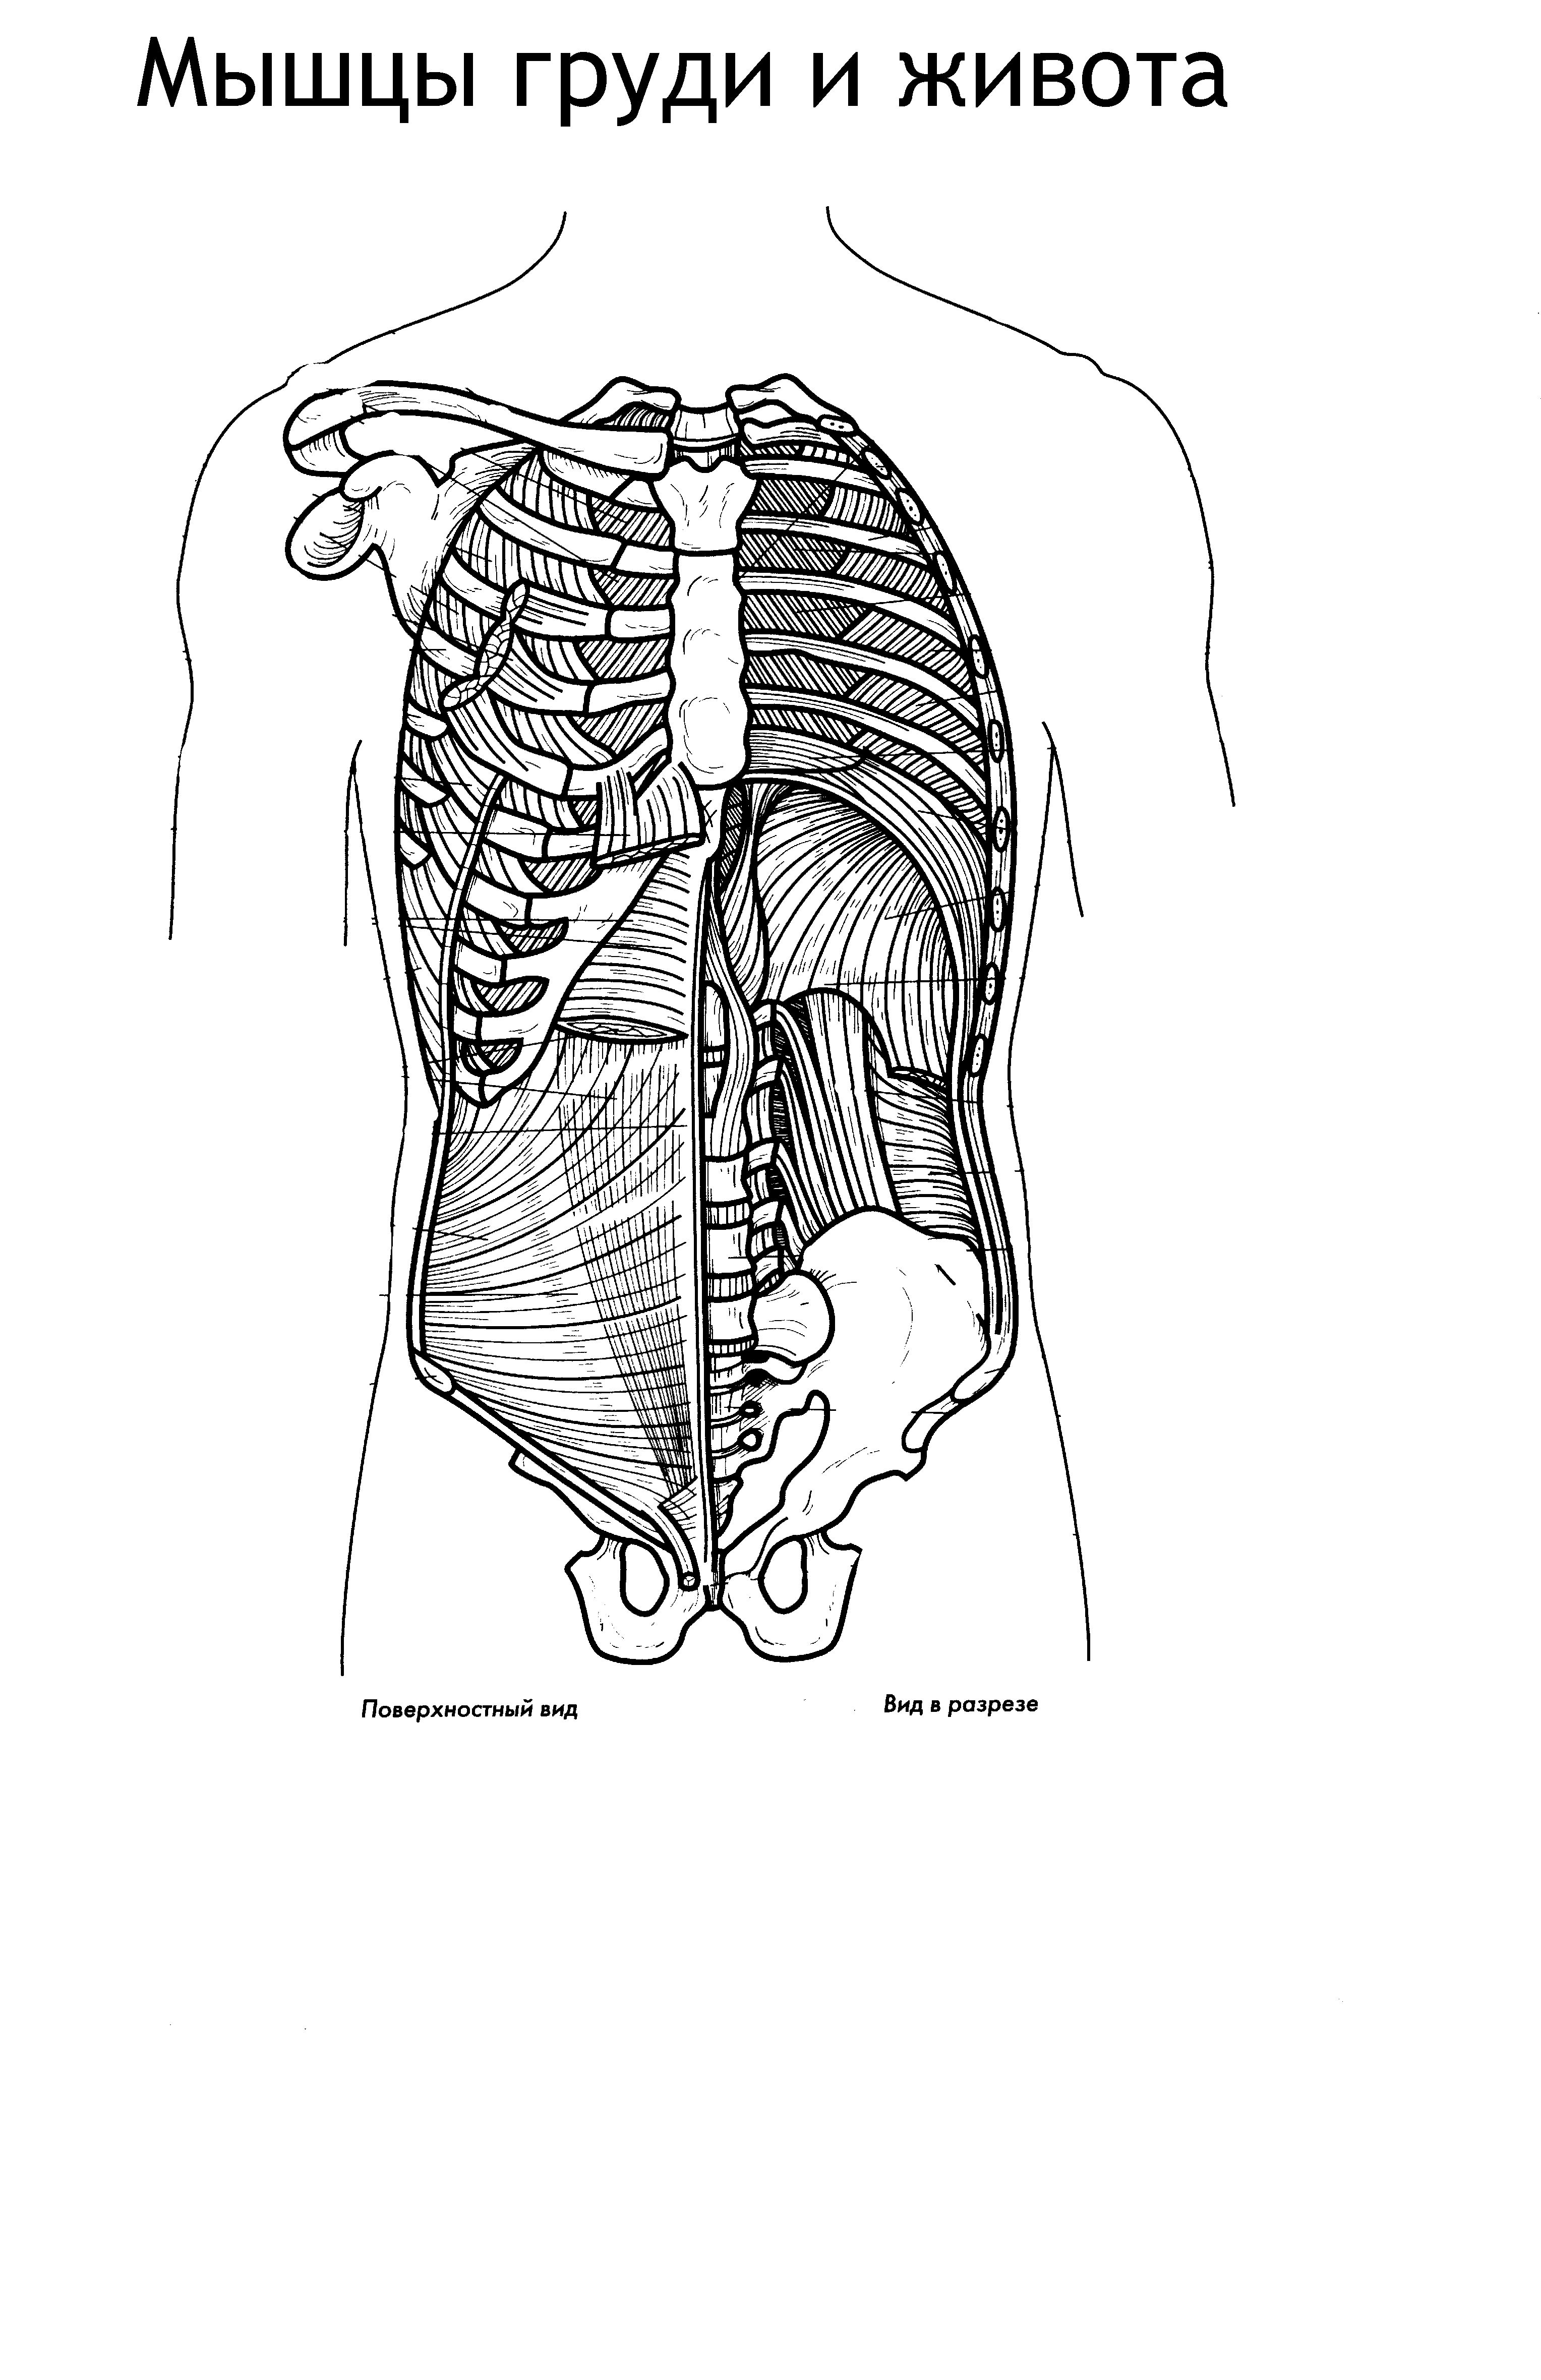 Мышцы груди и живота
Поверхностный вид
Вид в разрезе